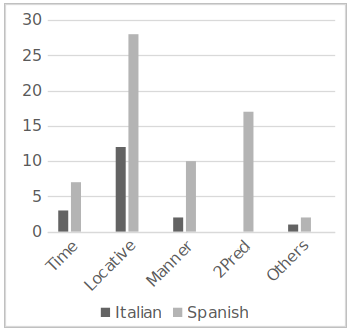 30
25
20
15
10
5
0
Time
Locative
Manner
2Pred
Others
Italian Spanish